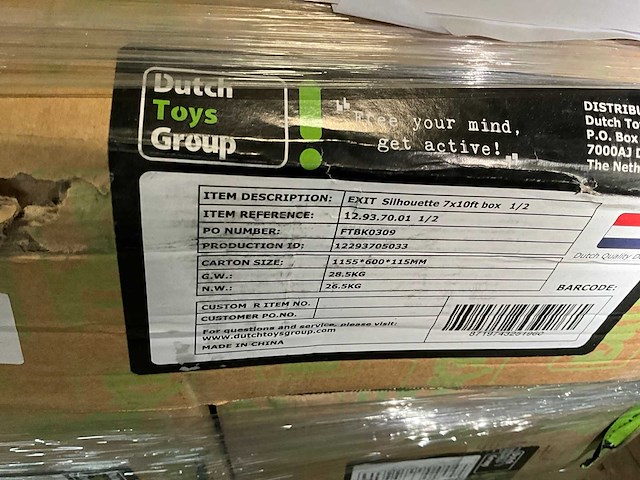 Dutch
Toys
Group
"Free your mind,
get active!"
DISTRIBU
Dutch To
P.O. Box
7000AJ D
The Neth
ITEM DESCRIPTION: EXIT Silhouette 7x10ft box 1/2
ITEM REFERENCE: 12.93.70.01 1/2
PO NUMBER: FTBK0309
PRODUCTION ID: 12293705033
CARTON SIZE: 1155*600*115MM
G.W.: 28.5KG
N.W.: 26.5KG
CUSTOM R ITEM NO.
CUSTOMER PO.NO.
For questions and service, please visit:
www.dutchtoysgroup.com
MADE IN CHINA
Dutch Quality D
BARCODE: